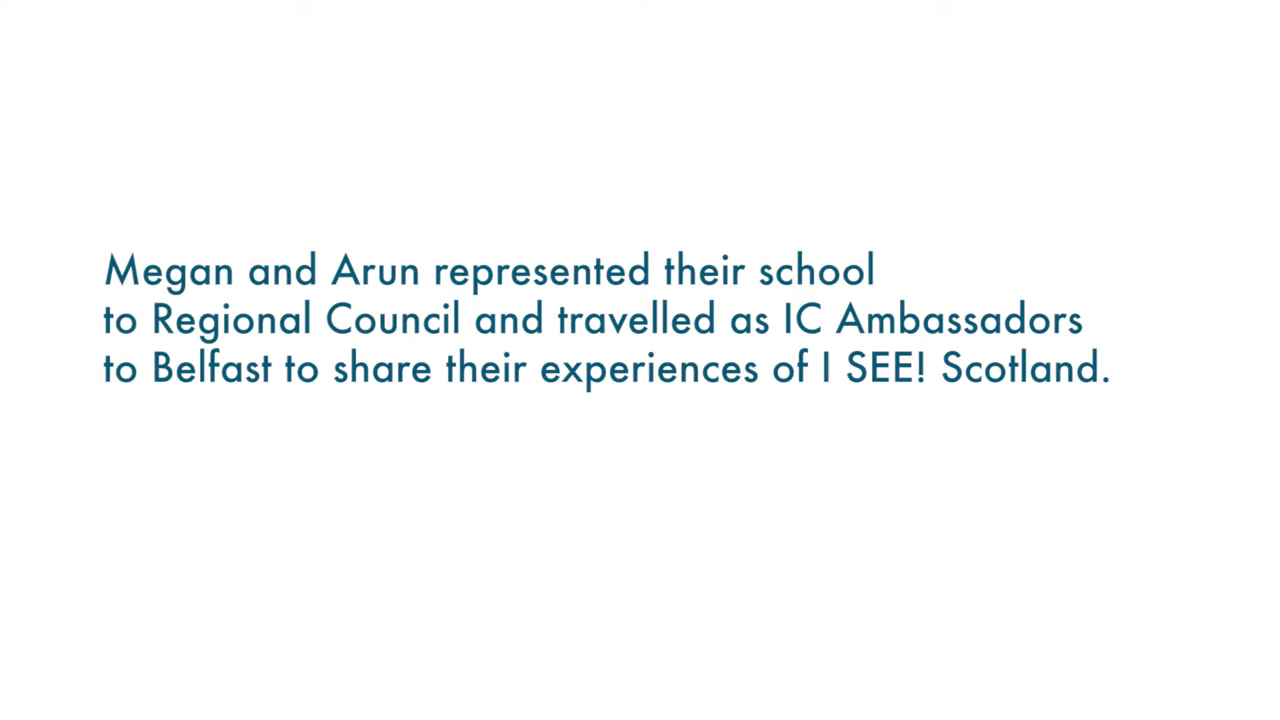 Megan and Arun represented their school
to Regional Council and travelled as IC Ambassadors
to Belfast to share their experiences of I SEE! Scotland.